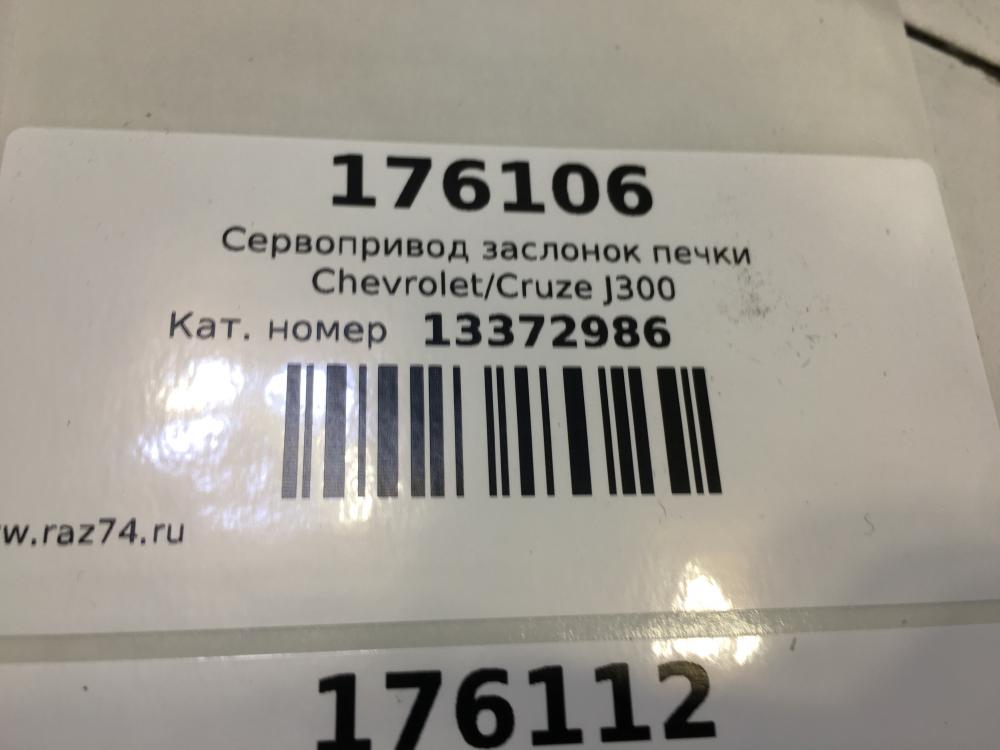 176106
Сервопривод заслонок печки
Chevrolet/Cruze J300
Кат. номер 13372986
w.raz74.ru
176112